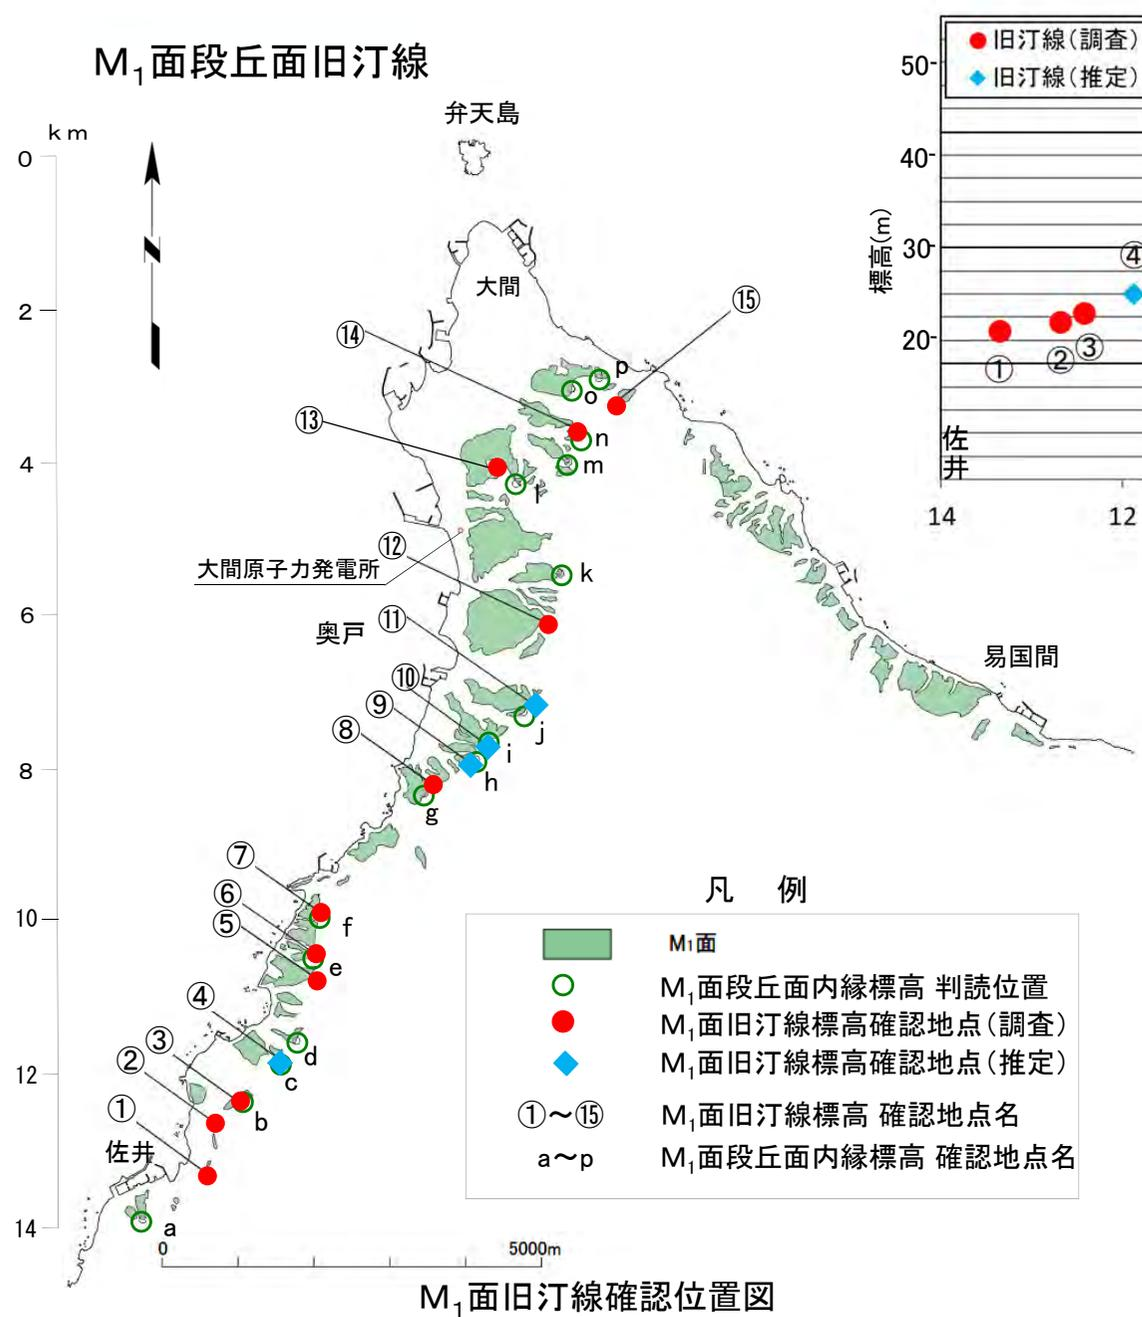 M₁面段丘面旧汀線
km
0
2
4
6
8
10
12
14
N
弁天島
大間
⑮
⑭
⑬
⑫
大間原子力発電所
奥戸
⑪
⑩
⑨
⑧
⑦
⑥
⑤
④
③
②
①
佐井
易国間
p
o
n
m
l
k
j
i
h
g
f
e
d
c
b
a
凡 例
M₁面
M₁面段丘面内縁標高 判読位置
M₁面旧汀線標高確認地点(調査)
M₁面旧汀線標高確認地点(推定)
①~⑮ M₁面旧汀線標高 確認地点名
a~p M₁面段丘面内縁標高 確認地点名
0 5000m
M₁面旧汀線確認位置図
旧汀線(調査)
旧汀線(推定)
標高(m)
50
40
30
20
①
②
③
④
佐井
14 12